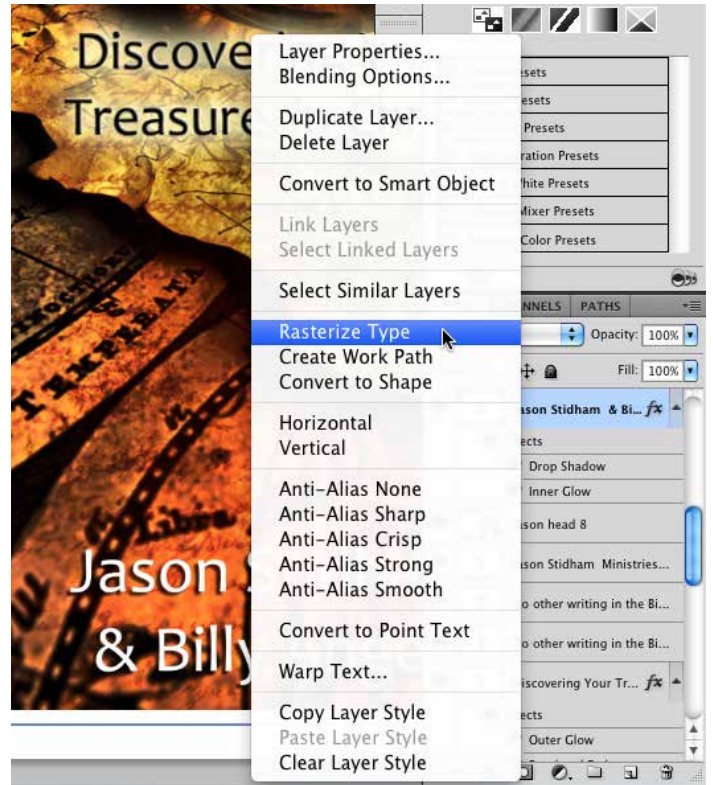 Discove
Treasure
TEMPLEATA
Libra
Jason S
& Billy
Layer Properties...
Blending Options...
Duplicate Layer...
Delete Layer
Convert to Smart Object
Link Layers
Select Linked Layers
Select Similar Layers
Rasterize Type
Create Work Path
Convert to Shape
Horizontal
Vertical
Anti-Alias None
Anti-Alias Sharp
Anti-Alias Crisp
Anti-Alias Strong
Anti-Alias Smooth
Convert to Point Text
Warp Text...
Copy Layer Style
Paste Layer Style
Clear Layer Style
esets
esets
Presets
ration Presets
hite Presets
Mixer Presets
Color Presets
NNELS PATHS
Opacity: 100%
Fill: 100%
ason Stidham & Bi... fx
ects
Drop Shadow
Inner Glow
son head 8
ason Stidham Ministries...
o other writing in the Bi...
o other writing in the Bi...
iscovering Your Tr... fx
ects
Outer Glow